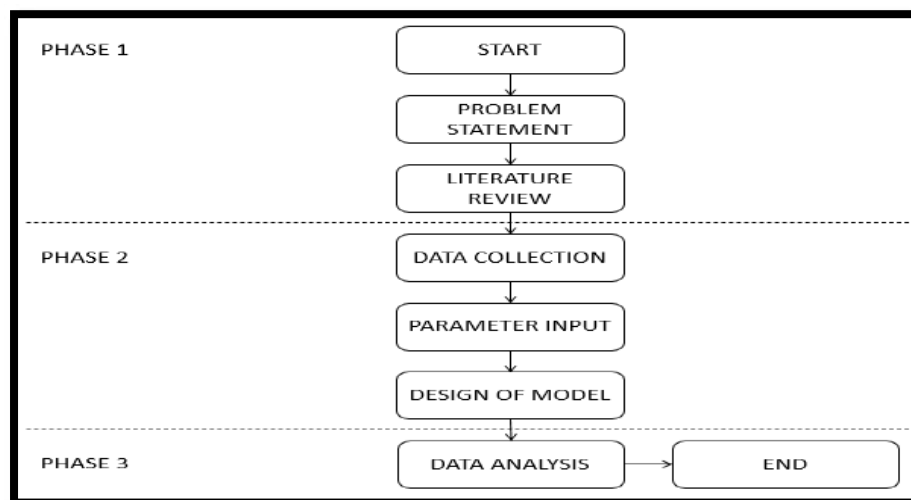 PHASE 1
START
PROBLEM
STATEMENT
LITERATURE
REVIEW
PHASE 2
DATA COLLECTION
PARAMETER INPUT
DESIGN OF MODEL
PHASE 3
DATA ANALYSIS
END